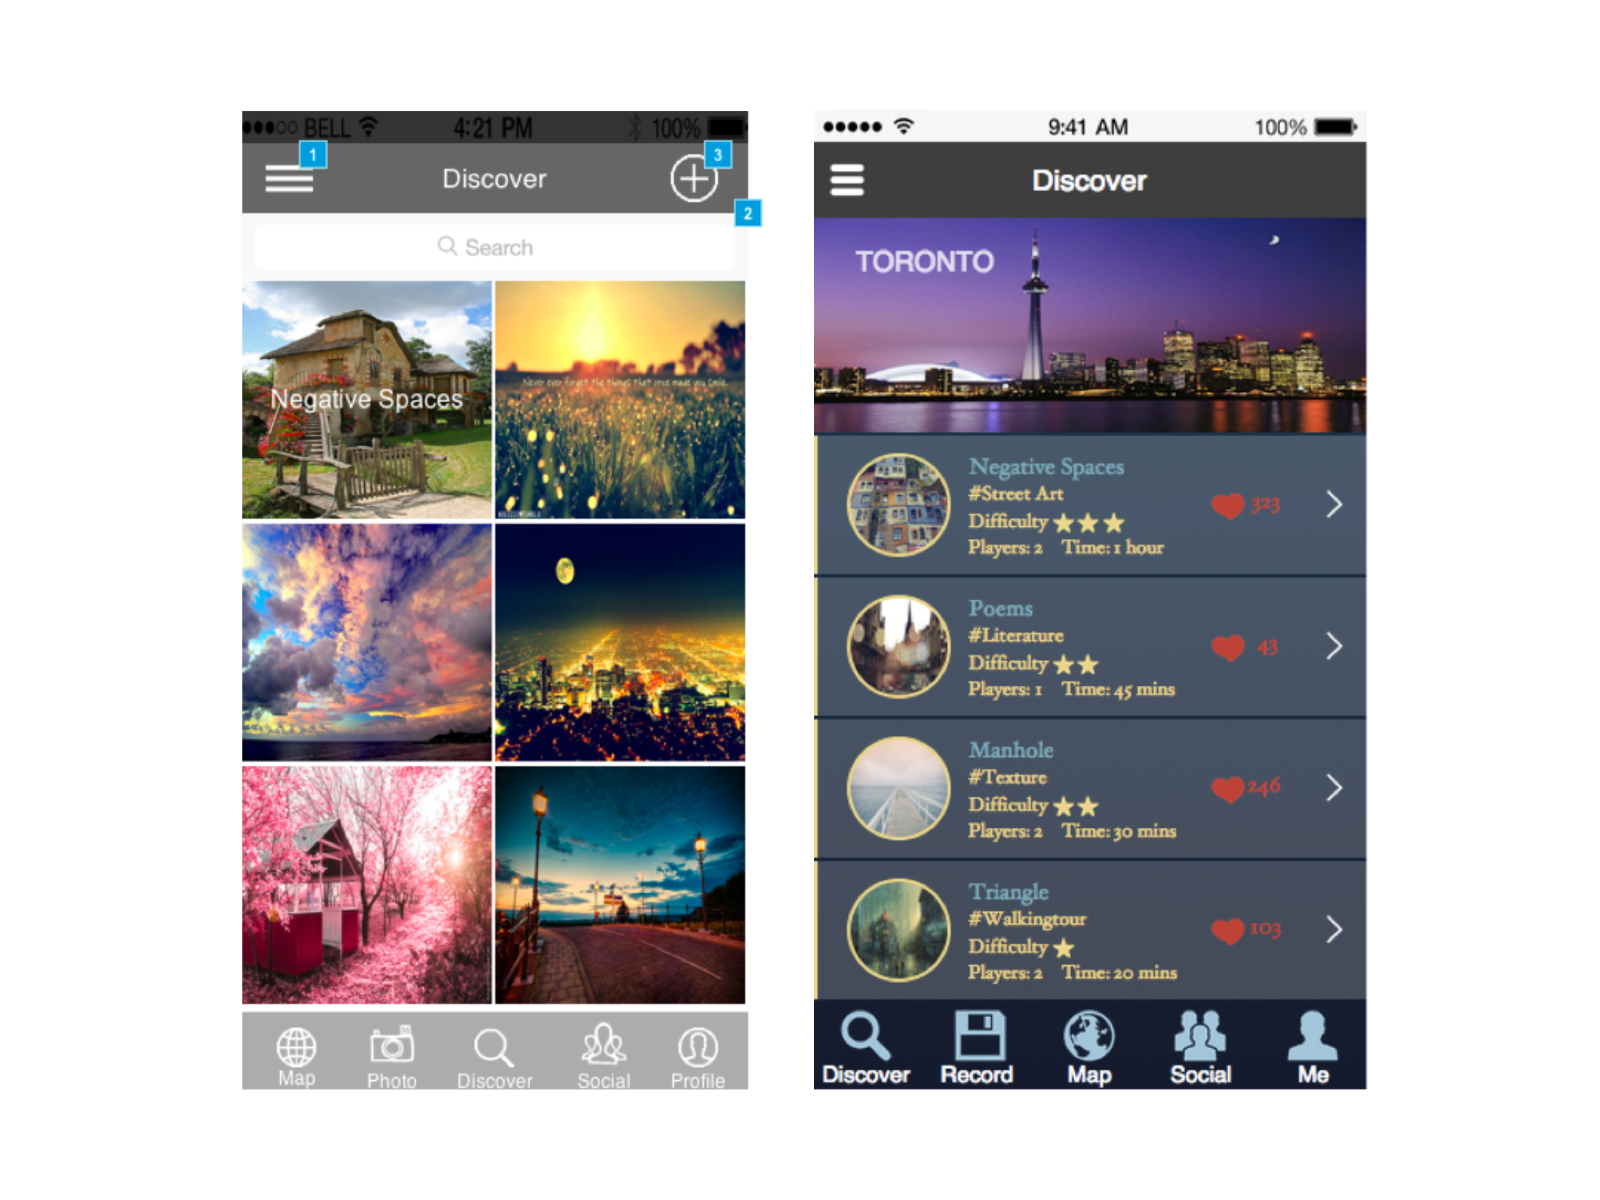 BELL 4:21 PM 100%
1
3
Discover
2
Search
Negative Spaces
Never ever forget the things that once made you smile.
Map Photo Discover Social Profile
9:41 AM 100%
Discover
TORONTO
Negative Spaces
#Street Art
Difficulty
323
Players: 2 Time: 1 hour
Poems
#Literature
Difficulty
43
Players: 1 Time: 45 mins
Manhole
#Texture
Difficulty
246
Players: 2 Time: 30 mins
Triangle
#Walkingtour
Difficulty
103
Players: 2 Time: 20 mins
Discover Record Map Social Me